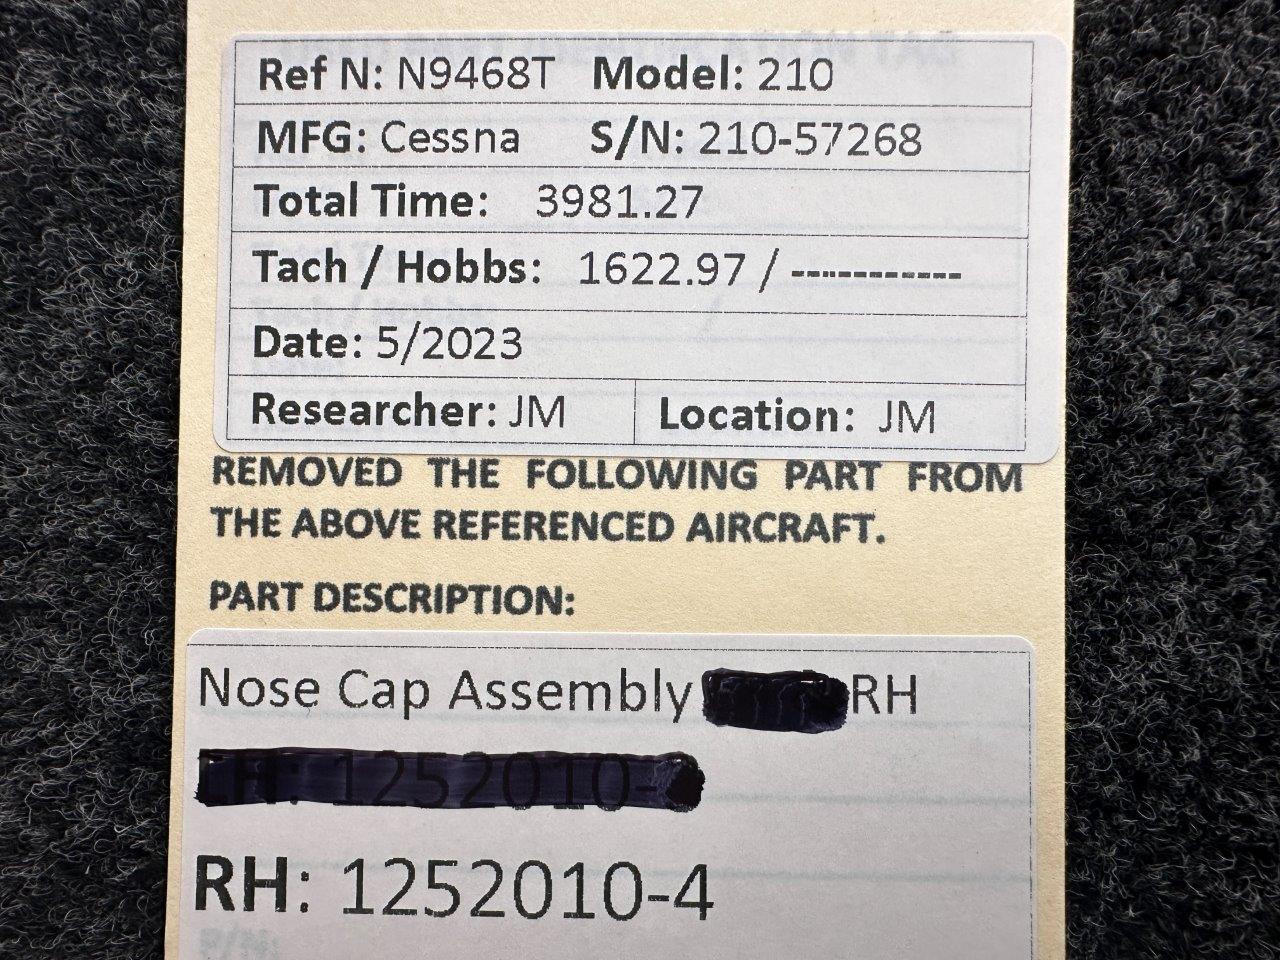 Ref N: N9468T Model: 210
MFG: Cessna S/N: 210-57268
Total Time: 3981.27
Tach / Hobbs: 1622.97 / -----------
Date: 5/2023
Researcher: JM Location: JM
REMOVED THE FOLLOWING PART FROM
THE ABOVE REFERENCED AIRCRAFT.
PART DESCRIPTION:
Nose Cap Assembly RH
LH: 1252010-
RH: 1252010-4